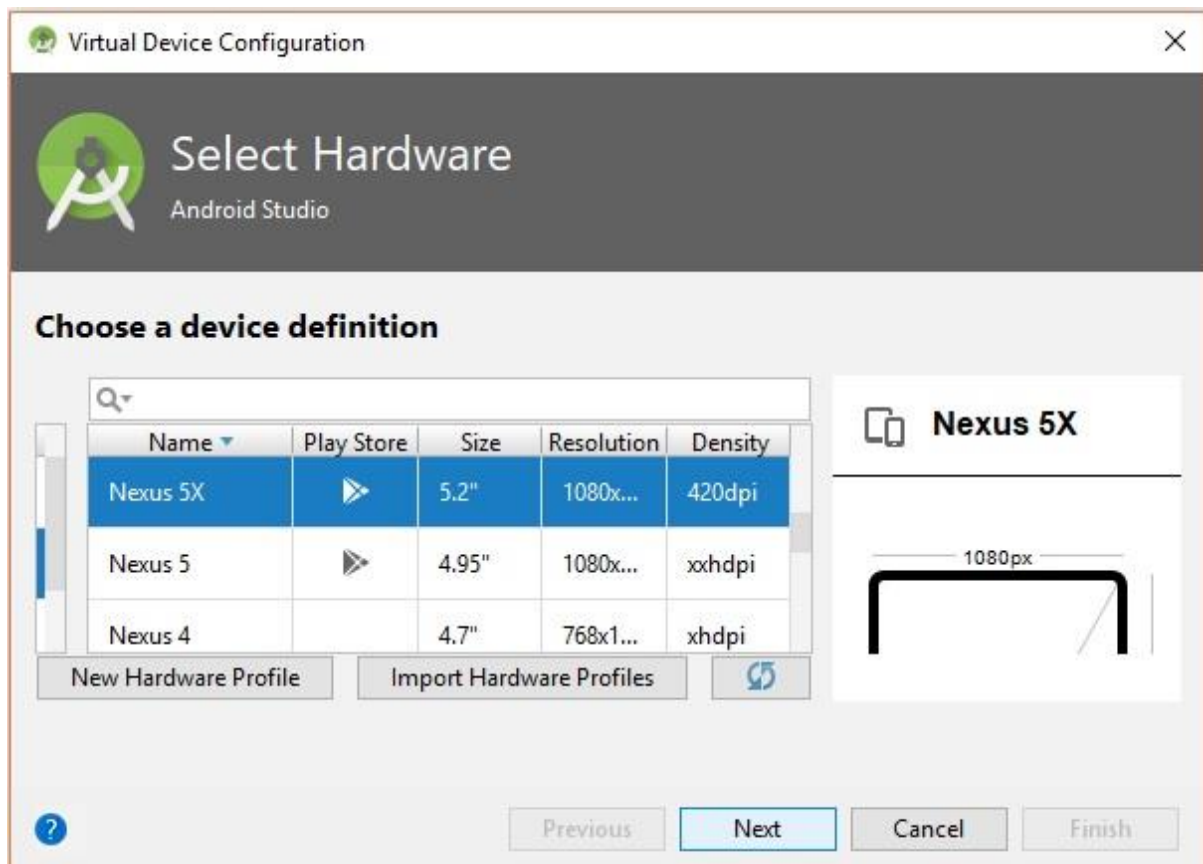 Virtual Device Configuration
Select Hardware
Android Studio
Choose a device definition
Name Play Store Size Resolution Density
Nexus 5X 5.2" 1080x... 420dpi
Nexus 5 4.95" 1080x... xxhdpi
Nexus 4 4.7" 768x1... xhdpi
New Hardware Profile Import Hardware Profiles
Nexus 5X
1080px
? Previous Next Cancel Finish